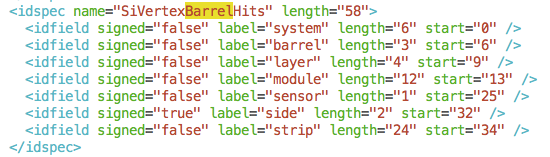 <idspec name="SiVertexBarrelHits" length="58">
<idfield signed="false" label="system" length="6" start="0" />
<idfield signed="false" label="barrel" length="3" start="6" />
<idfield signed="false" label="layer" length="4" start="9" />
<idfield signed="false" label="module" length="12" start="13" />
<idfield signed="false" label="sensor" length="1" start="25" />
<idfield signed="true" label="side" length="2" start="32" />
<idfield signed="false" label="strip" length="24" start="34" />
</idspec>